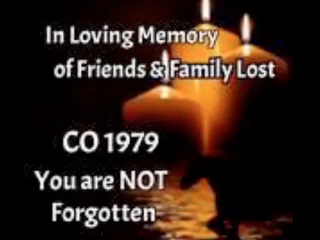 In Loving Memory
of Friends & Family Lost
CO 1979
You are NOT
Forgotten